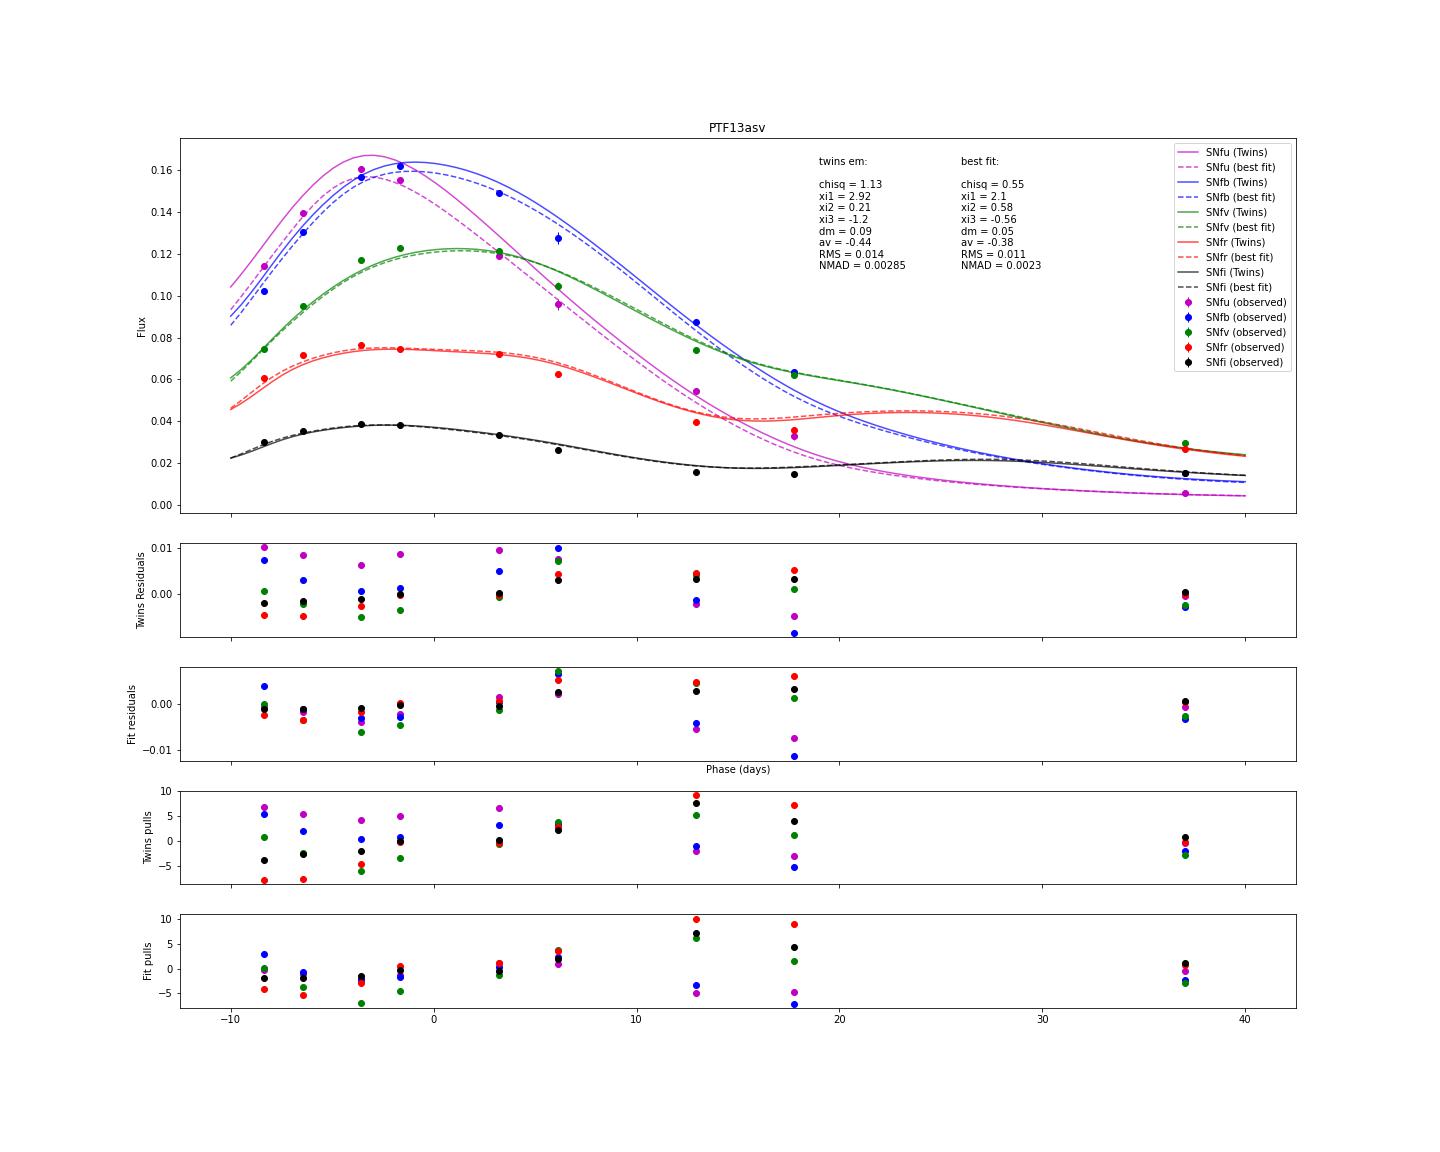 PTF13asv
0.16
0.14
0.12
0.10
0.08
0.06
0.04
0.02
0.00
Flux
twins em:
chisq = 1.13
xi1 = 2.92
xi2 = 0.21
xi3 = -1.2
dm = 0.09
av = -0.44
RMS = 0.014
NMAD = 0.00285
best fit:
chisq = 0.55
xi1 = 2.1
xi2 = 0.58
xi3 = -0.56
dm = 0.05
av = -0.38
RMS = 0.011
NMAD = 0.0023
SNfu (Twins)
SNfu (best fit)
SNfb (Twins)
SNfb (best fit)
SNfv (Twins)
SNfv (best fit)
SNfr (Twins)
SNfr (best fit)
SNfi (Twins)
SNfi (best fit)
SNfu (observed)
SNfb (observed)
SNfv (observed)
SNfr (observed)
SNfi (observed)
0.01
0.00
Twins Residuals
0.00
−0.01
Fit residuals
Phase (days)
10
5
0
−5
Twins pulls
10
5
0
−5
Fit pulls
−10
0
10
20
30
40